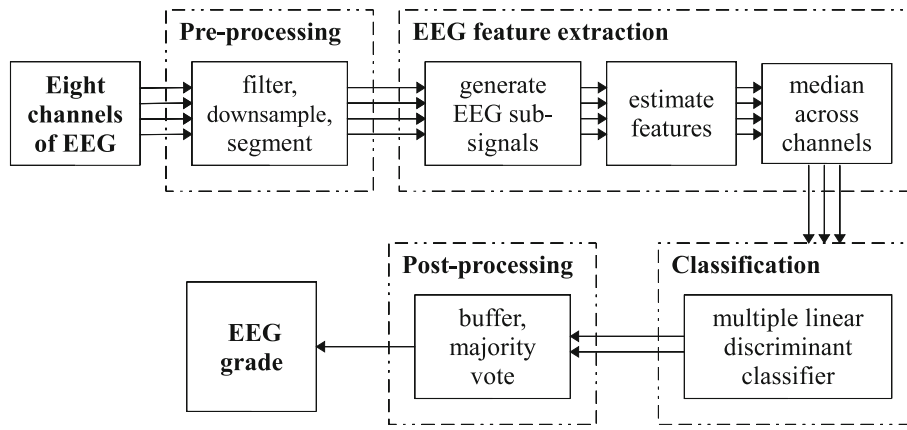 Pre-processing
EEG feature extraction
Eight
channels
of EEG
filter,
downsample,
segment
generate
EEG sub-
signals
estimate
features
median
across
channels
Post-processing
Classification
EEG
grade
buffer,
majority
vote
multiple linear
discriminant
classifier